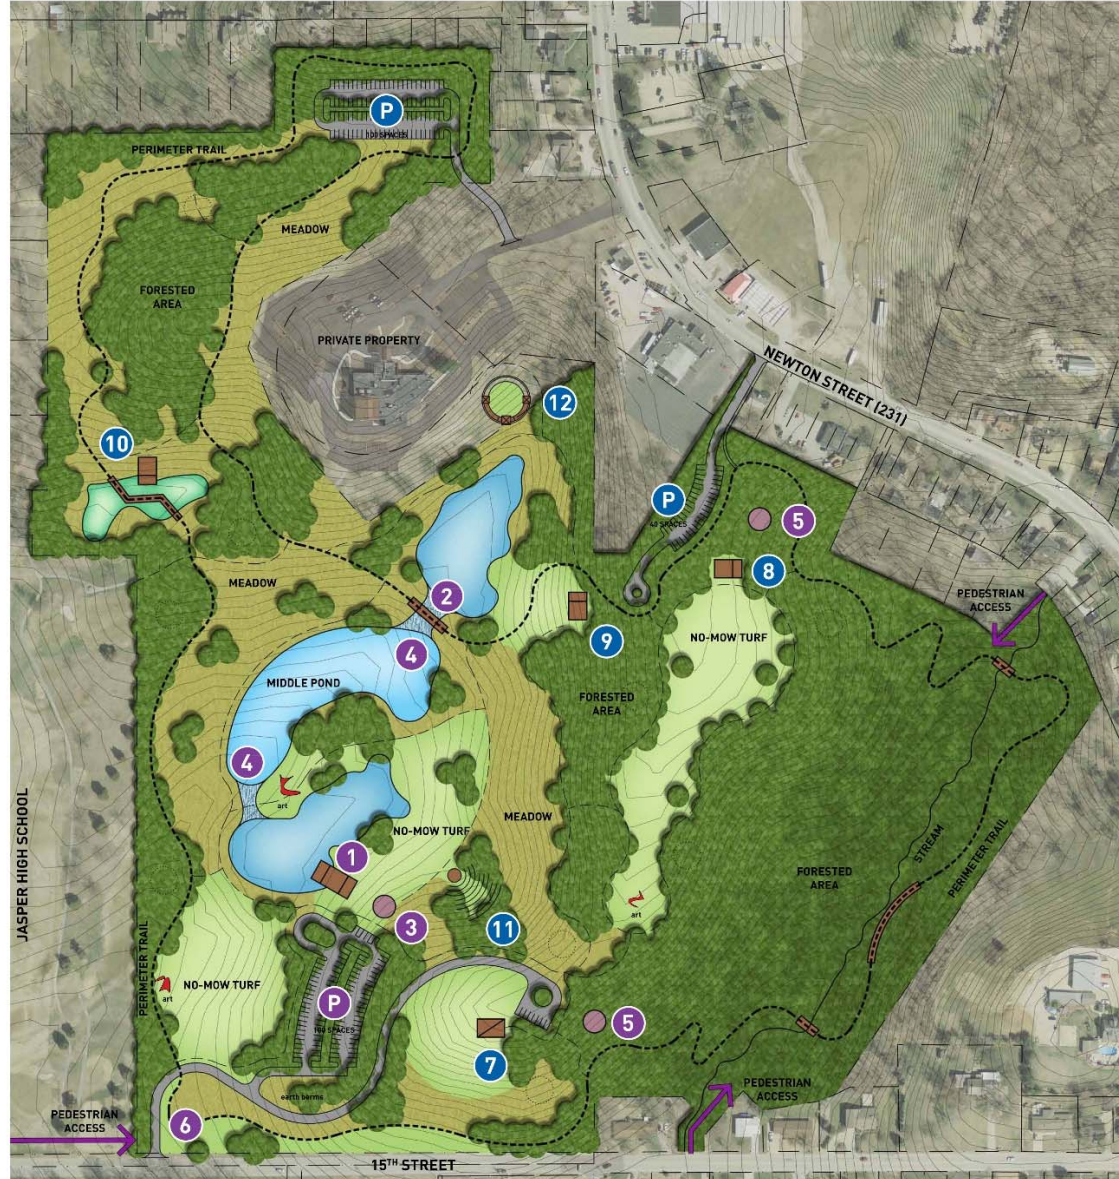 P
100 SPACES
PERIMETER TRAIL
MEADOW
FORESTED
AREA
PRIVATE PROPERTY
NEWTON STREET (231)
12
10
P
40 SPACES
5
8
MEADOW
2
PEDESTRIAN
ACCESS
9
NO-MOW TURF
4
MIDDLE POND
FORESTED
AREA
4
art
JASPER HIGH SCHOOL
NO-MOW TURF
MEADOW
STREAM
PERIMETER TRAIL
1
FORESTED
AREA
art
3
11
PERIMETER TRAIL
NO-MOW TURF
art
P
100 SPACES
5
7
earth berms
PEDESTRIAN
ACCESS
PEDESTRIAN
ACCESS
6
15TH STREET